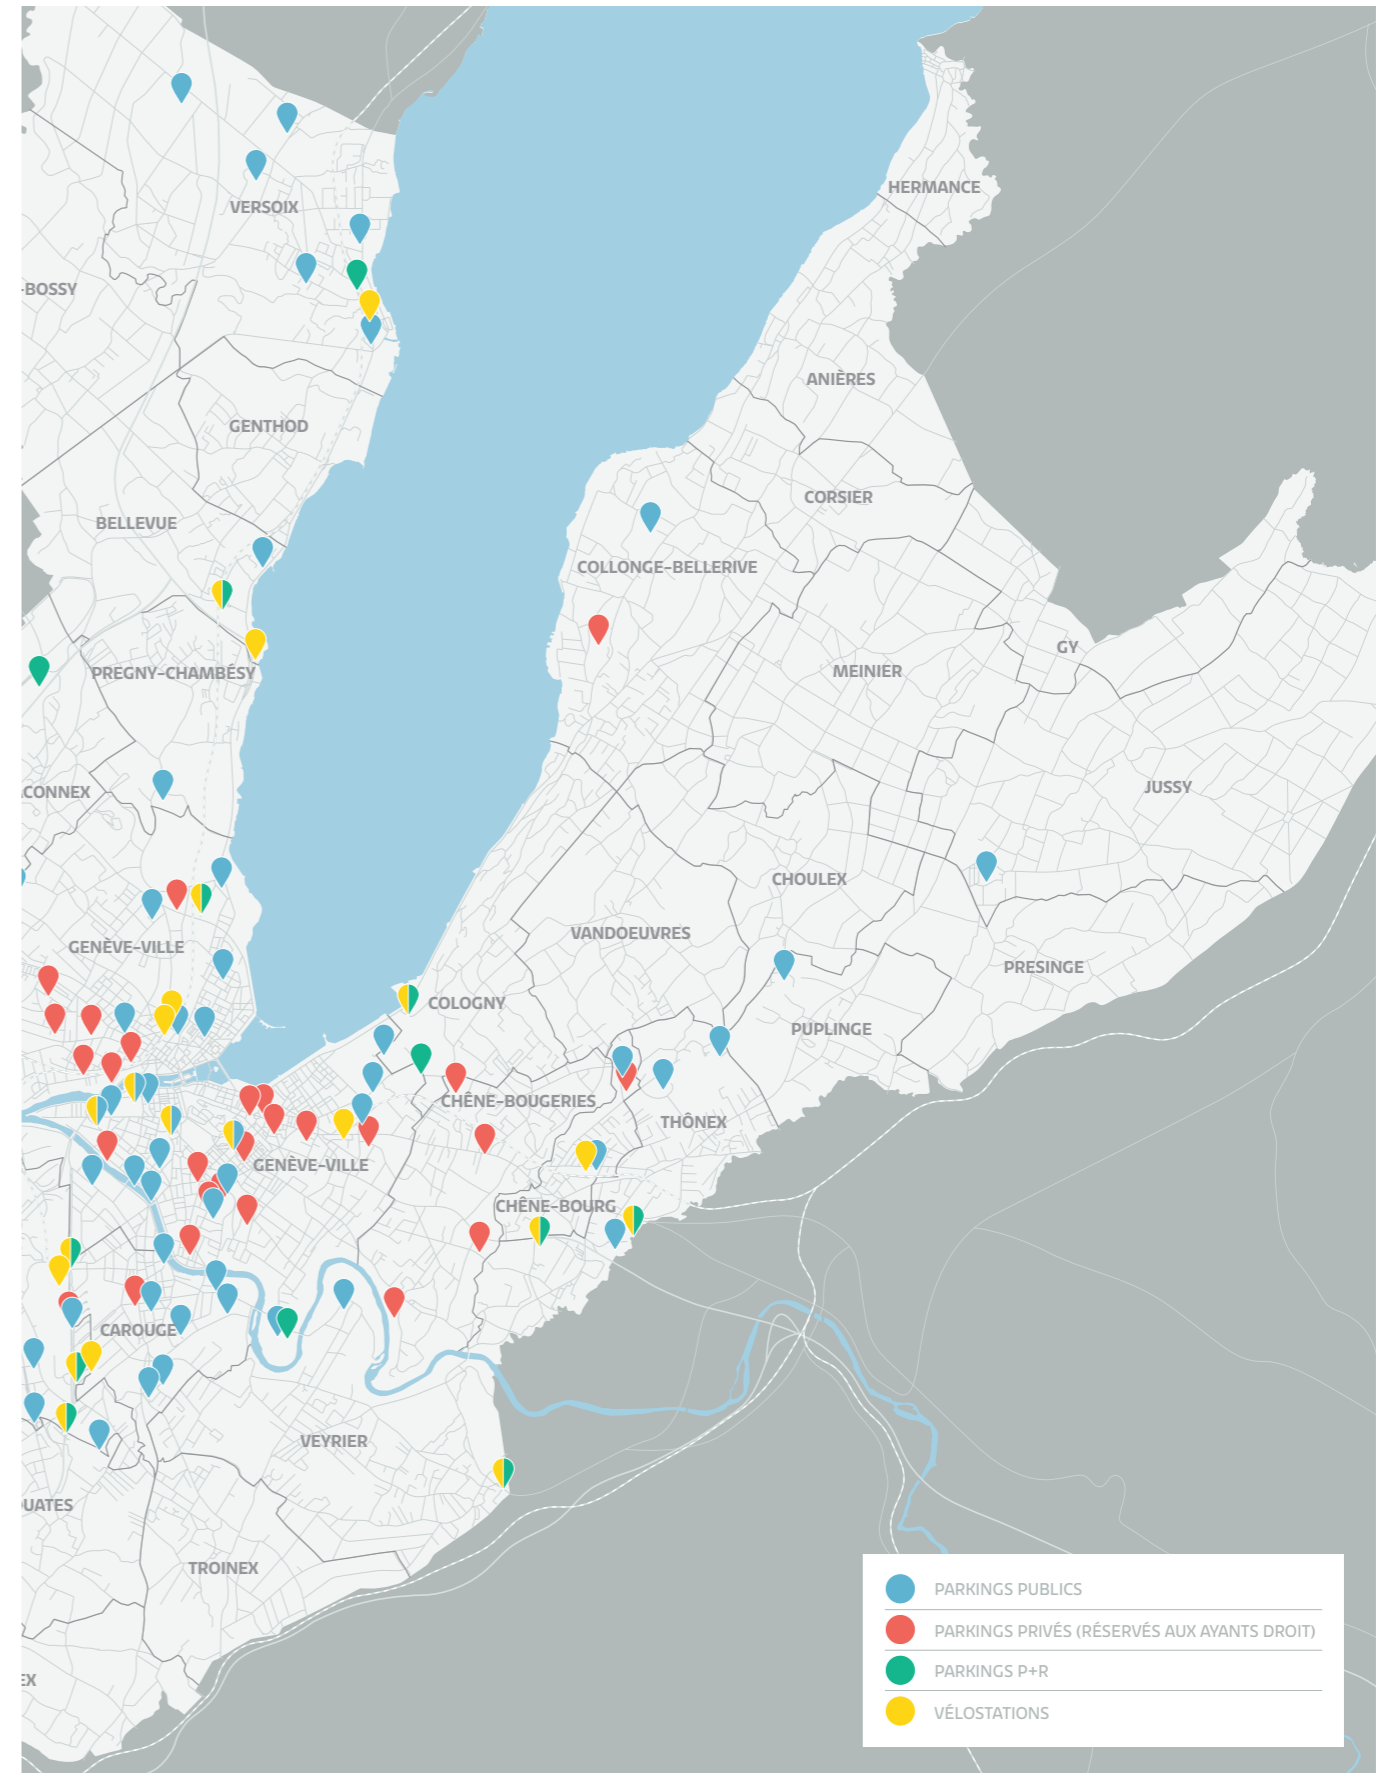 HERMANCE
VERSOIX
-BOSSY
ANIÈRES
GENTHOD
CORSIER
BELLEVUE
COLLONGE-BELLERIVE
GY
MEINIER
PREGNY-CHAMBÉSY
JUSSY
CONNEX
CHOULEX
VANDOEUVRES
GENÈVE-VILLE
PRESINGE
COLOGNY
PUPLINGE
CHÊNE-BOUGERIES
THÔNEX
GENÈVE-VILLE
CHÊNE-BOURG
CAROUGE
VEYRIER
UATES
TROINEX
EX
PARKINGS PUBLICS
PARKINGS PRIVÉS (RÉSERVÉS AUX AYANTS DROIT)
PARKINGS P+R
VÉLOSTATIONS